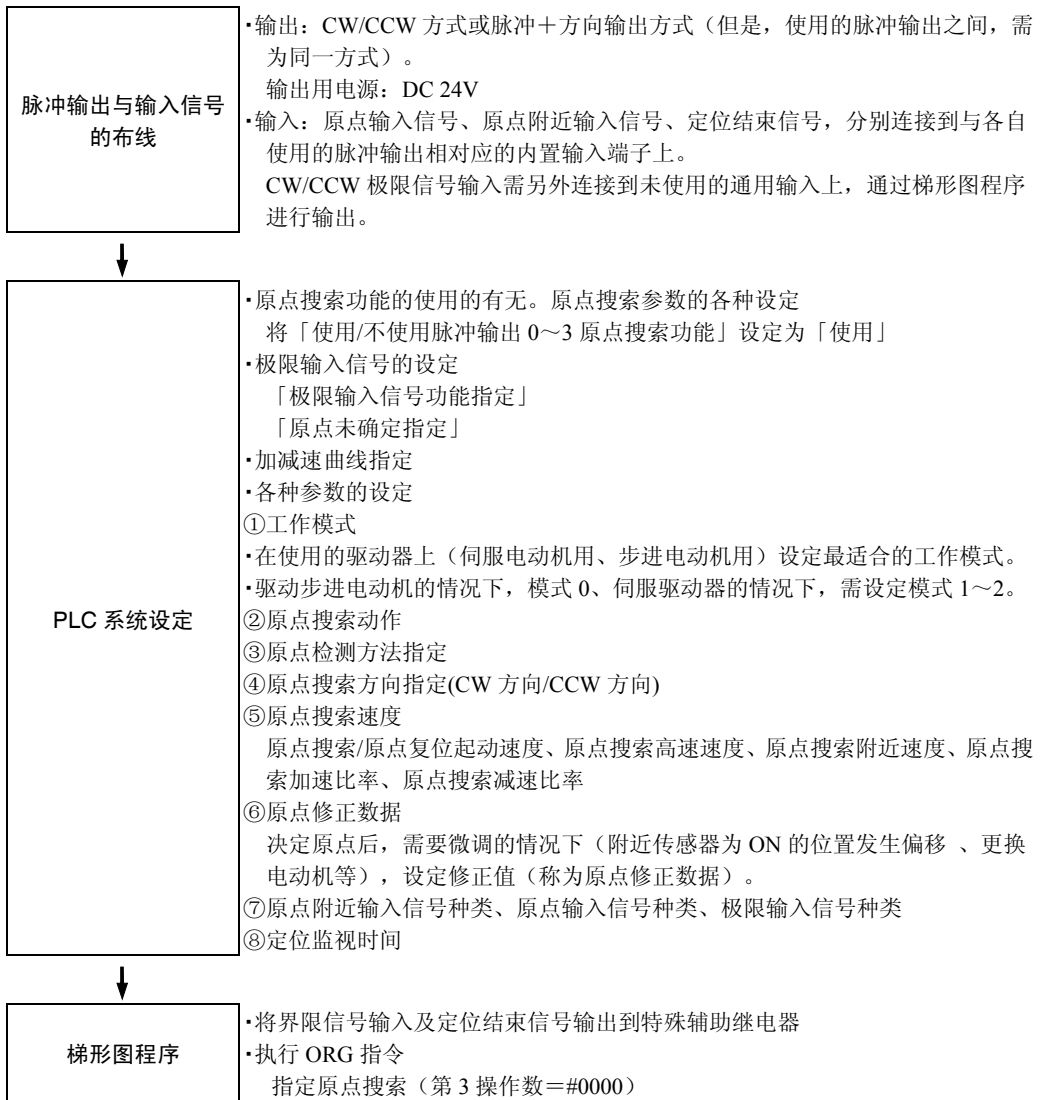 脉冲输出与输入信号
的布线
·输出：CW/CCW 方式或脉冲＋方向输出方式（但是，使用的脉冲输出之间，需
为同一方式）。
输出用电源：DC 24V
·输入：原点输入信号、原点附近输入信号、定位结束信号，分别连接到与各自
使用的脉冲输出相对应的内置输入端子上。
CW/CCW 极限信号输入需另外连接到未使用的通用输入上，通过梯形图程序
进行输出。
PLC 系统设定
·原点搜索功能的使用的有无。原点搜索参数的各种设定
将「使用/不使用脉冲输出 0～3 原点搜索功能」设定为「使用」
·极限输入信号的设定
「极限输入信号功能指定」
「原点未确定指定」
·加减速曲线指定
·各种参数的设定
①工作模式
·在使用的驱动器上（伺服电动机用、步进电动机用）设定最适合的工作模式。
·驱动步进电动机的情况下，模式 0、伺服驱动器的情况下，需设定模式 1～2。
②原点搜索动作
③原点检测方法指定
④原点搜索方向指定(CW 方向/CCW 方向)
⑤原点搜索速度
原点搜索/原点复位起动速度、原点搜索高速速度、原点搜索附近速度、原点搜
索加速比率、原点搜索减速比率
⑥原点修正数据
决定原点后，需要微调的情况下（附近传感器为 ON 的位置发生偏移 、更换
电动机等），设定修正值（称为原点修正数据）。
⑦原点附近输入信号种类、原点输入信号种类、极限输入信号种类
⑧定位监视时间
梯形图程序
·将界限信号输入及定位结束信号输出到特殊辅助继电器
·执行 ORG 指令
指定原点搜索（第 3 操作数＝#0000）